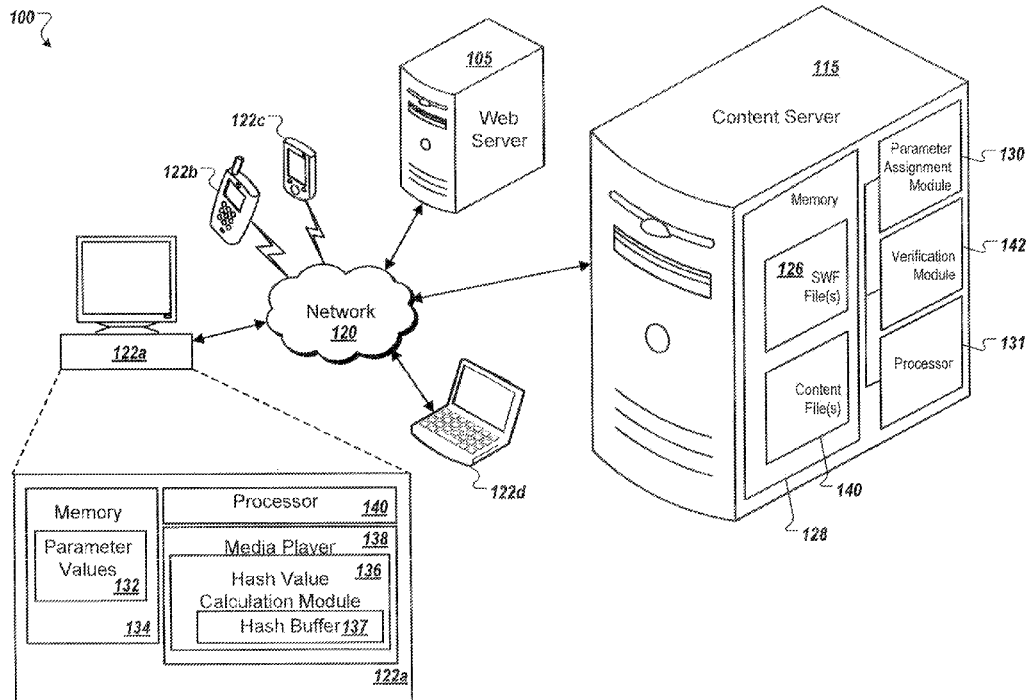 100
105
Web
Server
115
Content Server
122c
122b
Parameter
Assignment
Module
130
Memory
Verification
Module
142
126
SWF
File(s)
Network
120
122a
Processor
131
Content
File(s)
122d
140
128
Memory
Processor
140
Parameter
Values
132
134
Media Player
138
136
Hash Value
Calculation Module
Hash Buffer
137
122a